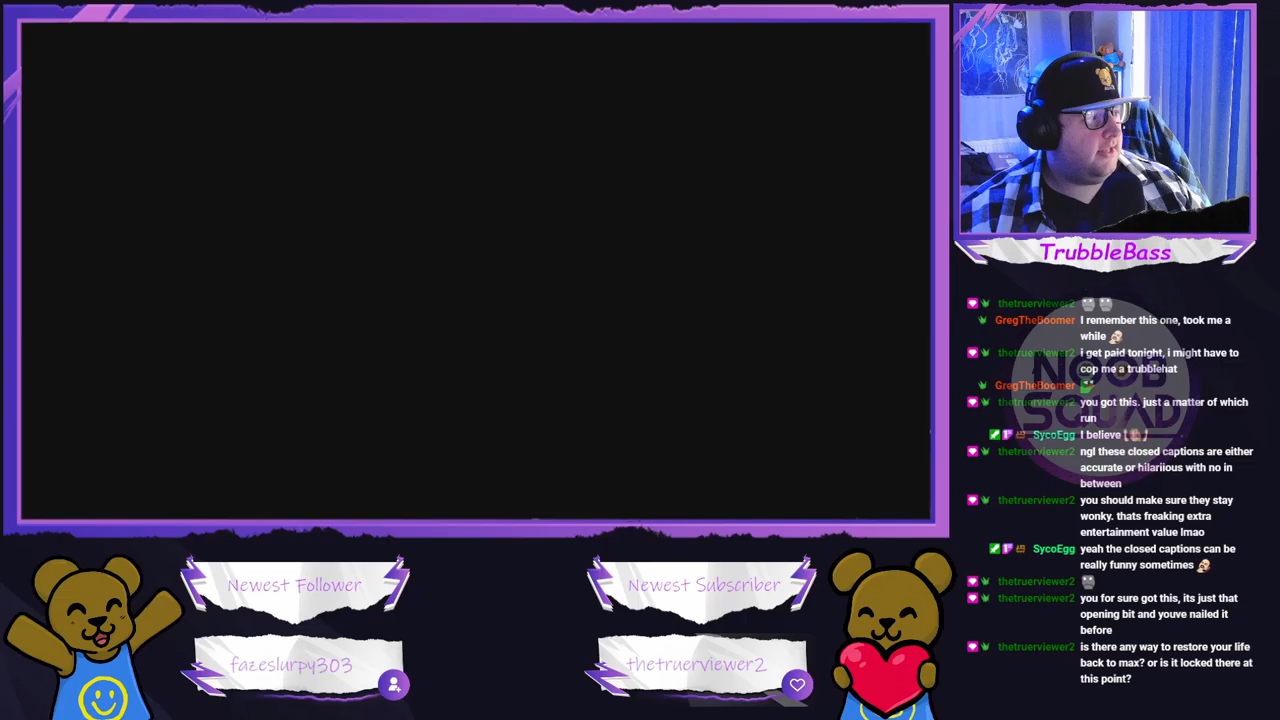 TrubbleBass
thetruerviewer2
GregTheBoomer I remember this one, took me a
while
thetruerviewer2 i get paid tonight, i might have to
cop me a trubblehat
GregTheBoomer
thetruerviewer2 you got this. just a matter of which
run
SycoEgg I believe
thetruerviewer2 ngl these closed captions are either
accurate or hilariious with no in
between
thetruerviewer2 you should make sure they stay
wonky. thats freaking extra
entertainment value lmao
SycoEgg yeah the closed captions can be
really funny sometimes
thetruerviewer2
thetruerviewer2 you for sure got this, its just that
opening bit and youve nailed it
before
thetruerviewer2 is there any way to restore your life
back to max? or is it locked there at
this point?
NOOB
SQUAD
Newest Follower
fazeslurpy303
Newest Subscriber
thetruerviewer2